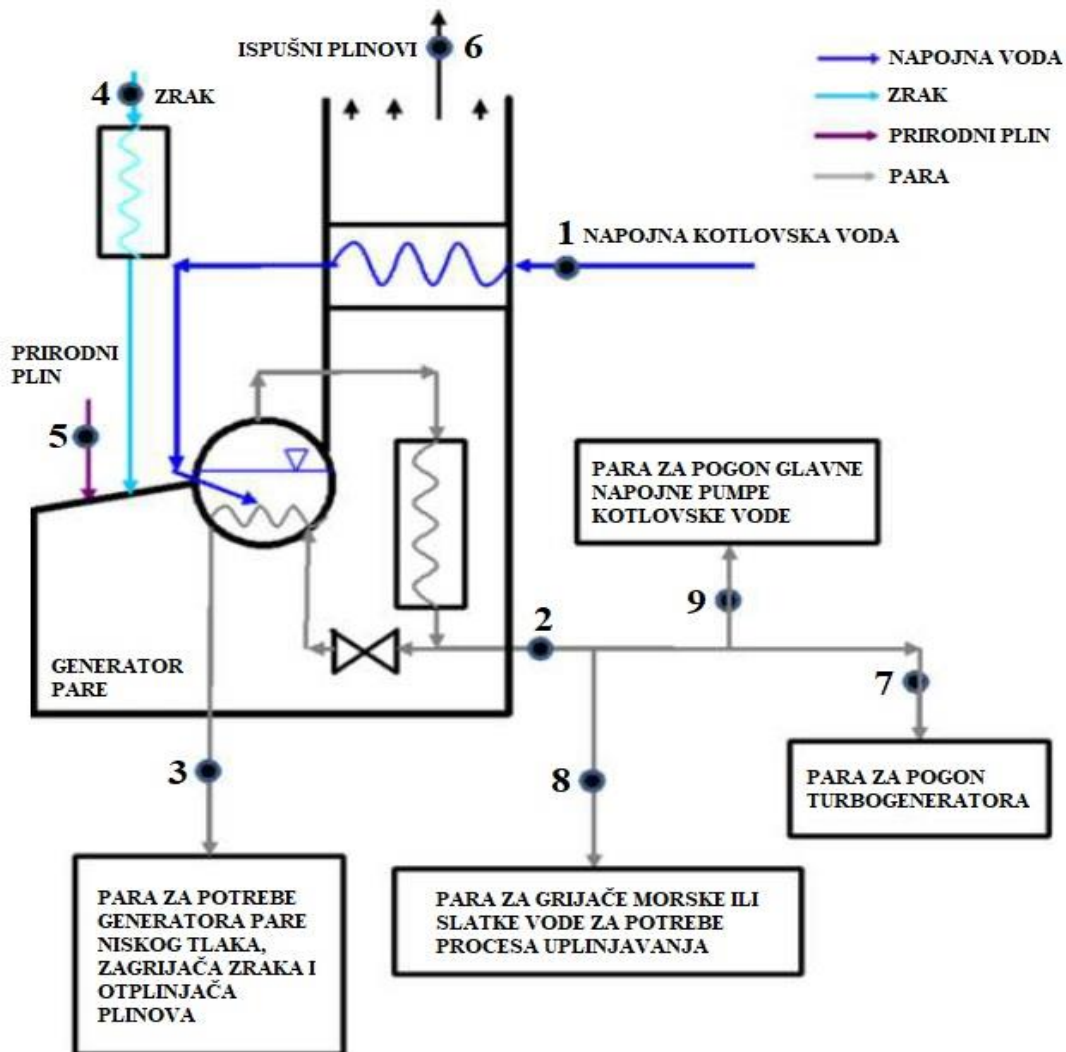 ISPUŠNI PLINOVI
6
NAPOJNA VODA
ZRAK
PRIRODNI PLIN
PARA
4
ZRAK
1
NAPOJNA KOTLOVSKA VODA
PRIRODNI
PLIN
5
PARA ZA POGON GLAVNE
NAPOJNE PUMPE
KOTLOVSKE VODE
9
2
GENERATOR
PARE
7
3
8
PARA ZA POGON
TURBOGENERATORA
PARA ZA POTREBE
GENERATORA PARE
NISKOG TLAKA,
ZAGRIJAČA ZRAKA I
OTPLINJAČA
PLINOVA
PARA ZA GRIJAČE MORSKE ILI
SLATKE VODE ZA POTREBE
PROCESA UPLINJAVANJA